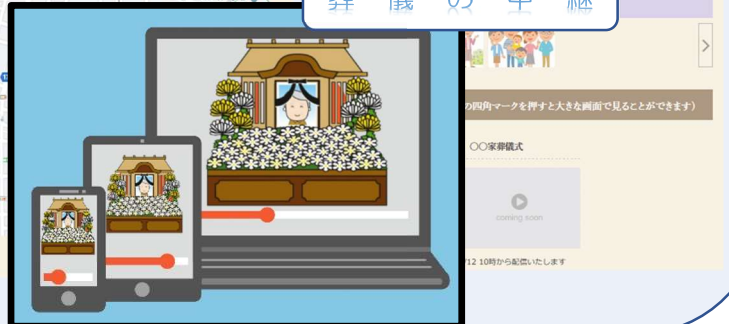 葬儀の中継
の四角マークを押すと大きな画面で見ることができます）
〇〇家葬儀式
coming soon
/12 10時から配信いたします